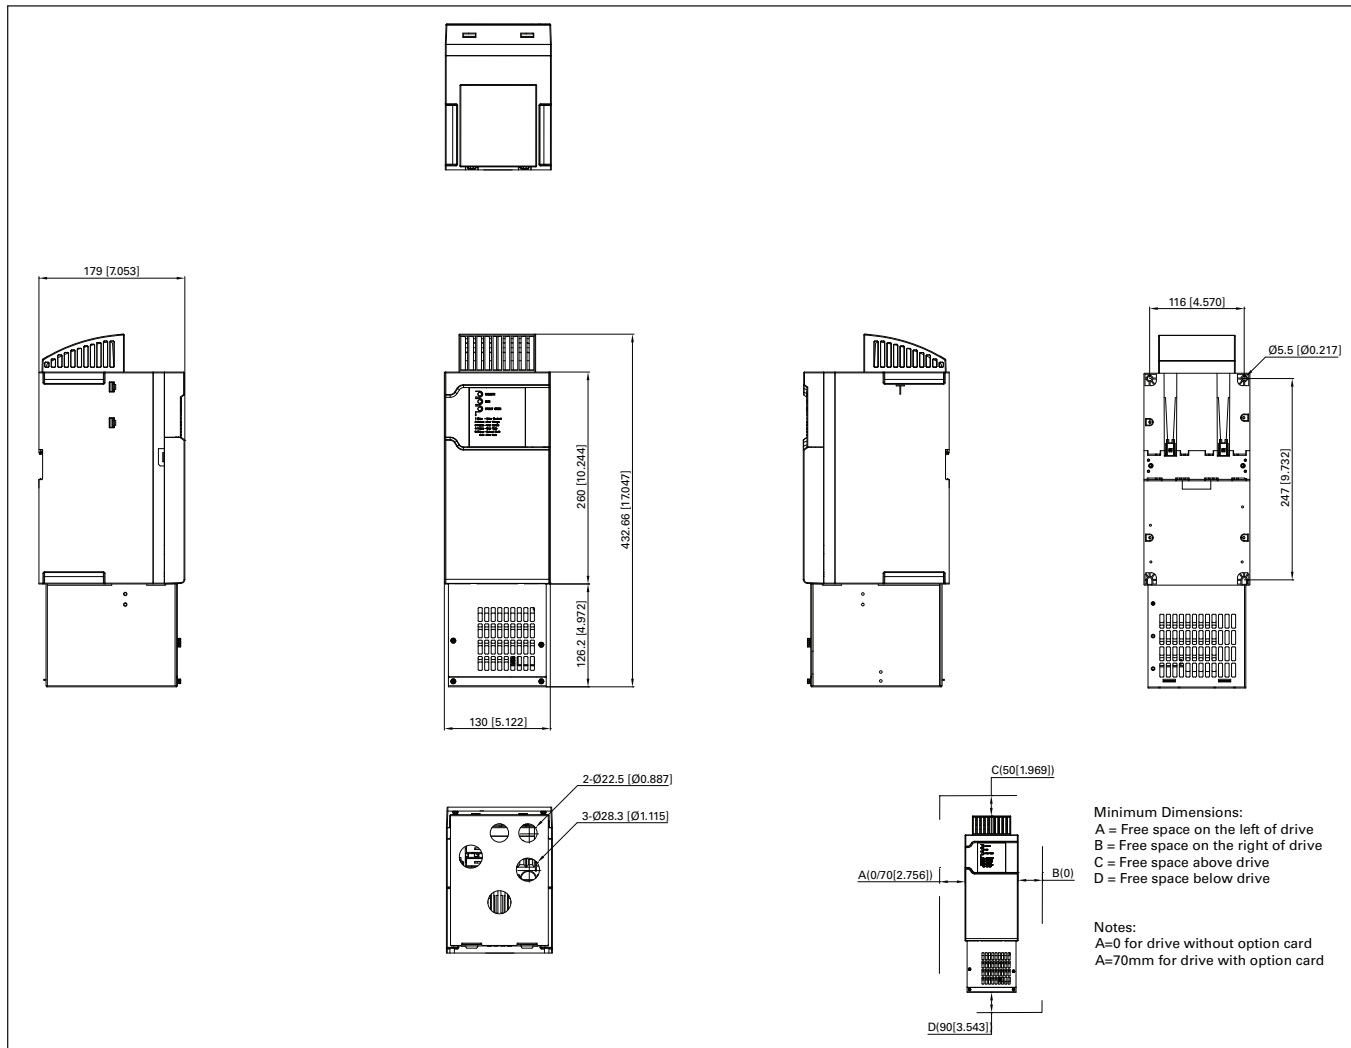 179 [7.053]
116 [4.570]
Ø5.5 [Ø0.217]
260 [10.244]
432.66 [17.047]
247 [9.732]
126.2 [4.972]
130 [5.122]
2-Ø22.5 [Ø0.887]
3-Ø28.3 [Ø1.115]
C(50[1.969])
A(0/70[2.756])
B(0)
D(90[3.543])
Minimum Dimensions:
A = Free space on the left of drive
B = Free space on the right of drive
C = Free space above drive
D = Free space below drive
Notes:
A=0 for drive without option card
A=70mm for drive with option card